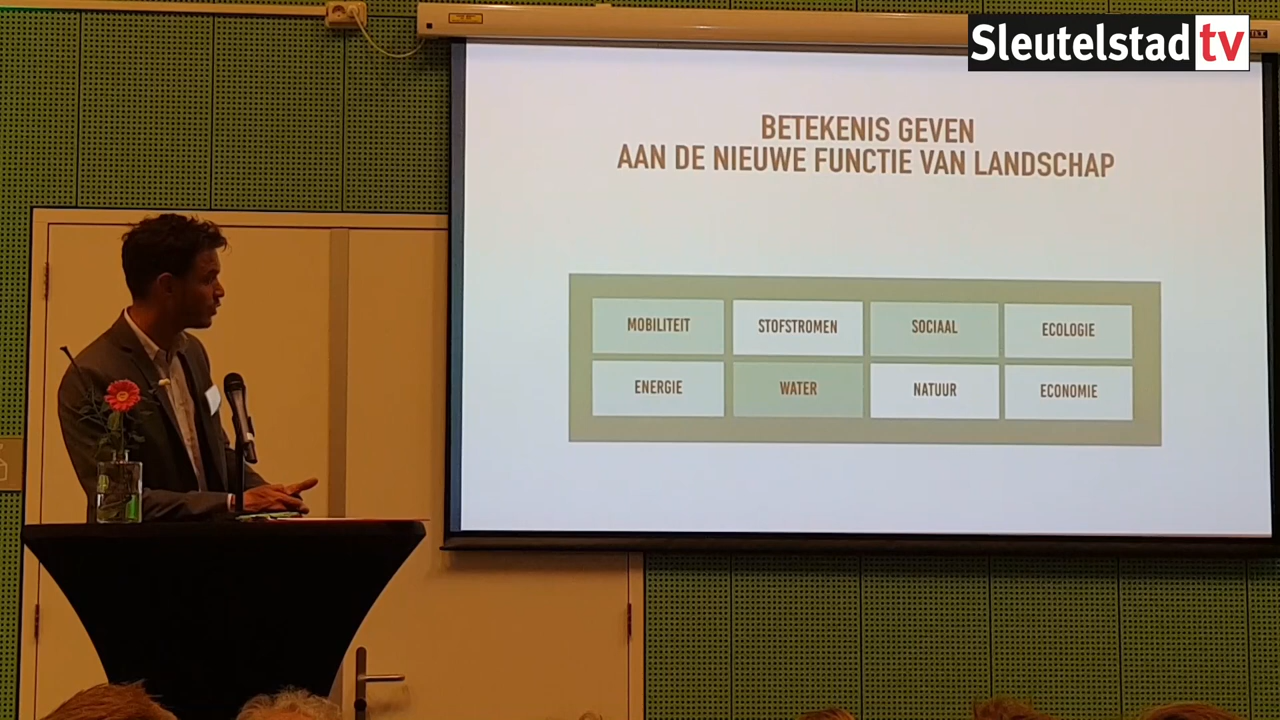 Sleutelstad tv
BETEKENIS GEVEN
AAN DE NIEUWE FUNCTIE VAN LANDSCHAP
MOBILITEIT STOFSTROMEN SOCIAAL ECOLOGIE
ENERGIE WATER NATUUR ECONOMIE